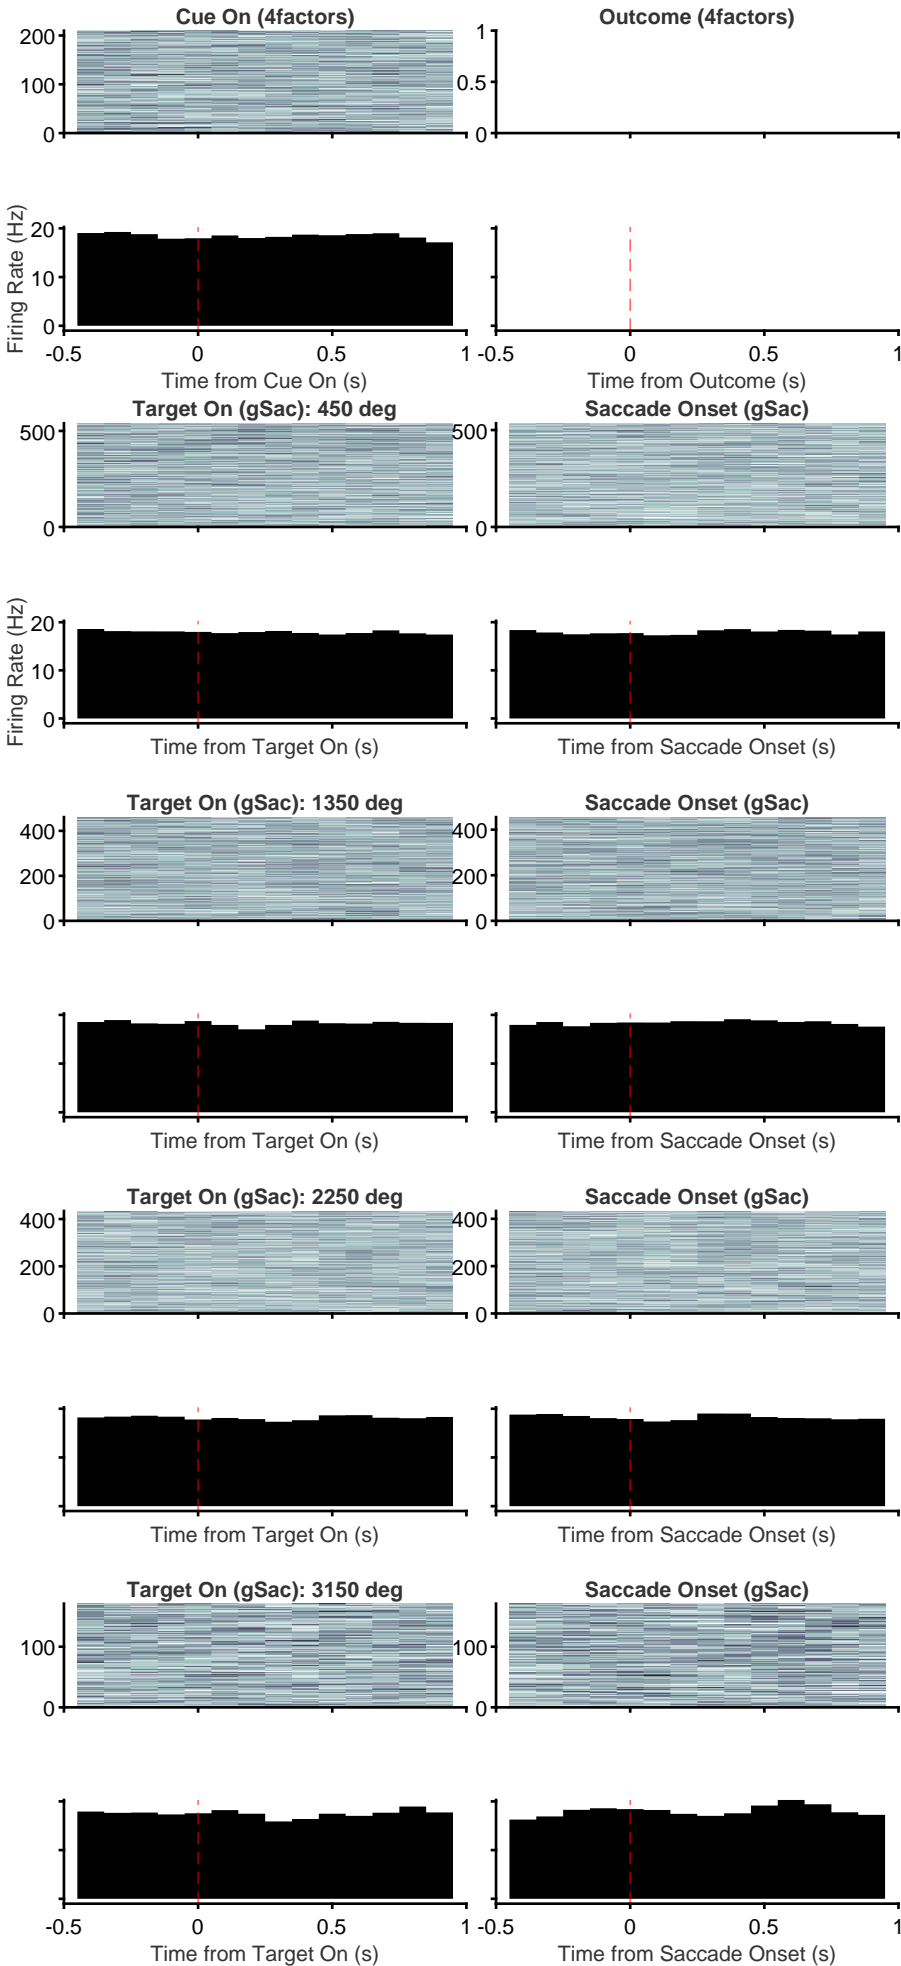 Cue On (4factors)
Outcome (4factors)
200
100
0
1
0.5
0
Firing Rate (Hz)
20
10
0
-0.5 0 0.5 1
Time from Cue On (s)
-0.5 0 0.5 1
Time from Outcome (s)
Target On (gSac): 450 deg
Saccade Onset (gSac)
500
0
500
0
Firing Rate (Hz)
20
10
0
Time from Target On (s)
Time from Saccade Onset (s)
Target On (gSac): 1350 deg
Saccade Onset (gSac)
400
200
0
400
200
0
Time from Target On (s)
Time from Saccade Onset (s)
Target On (gSac): 2250 deg
Saccade Onset (gSac)
400
200
0
400
200
0
Time from Target On (s)
Time from Saccade Onset (s)
Target On (gSac): 3150 deg
Saccade Onset (gSac)
100
0
100
0
-0.5 0 0.5 1
Time from Target On (s)
-0.5 0 0.5 1
Time from Saccade Onset (s)